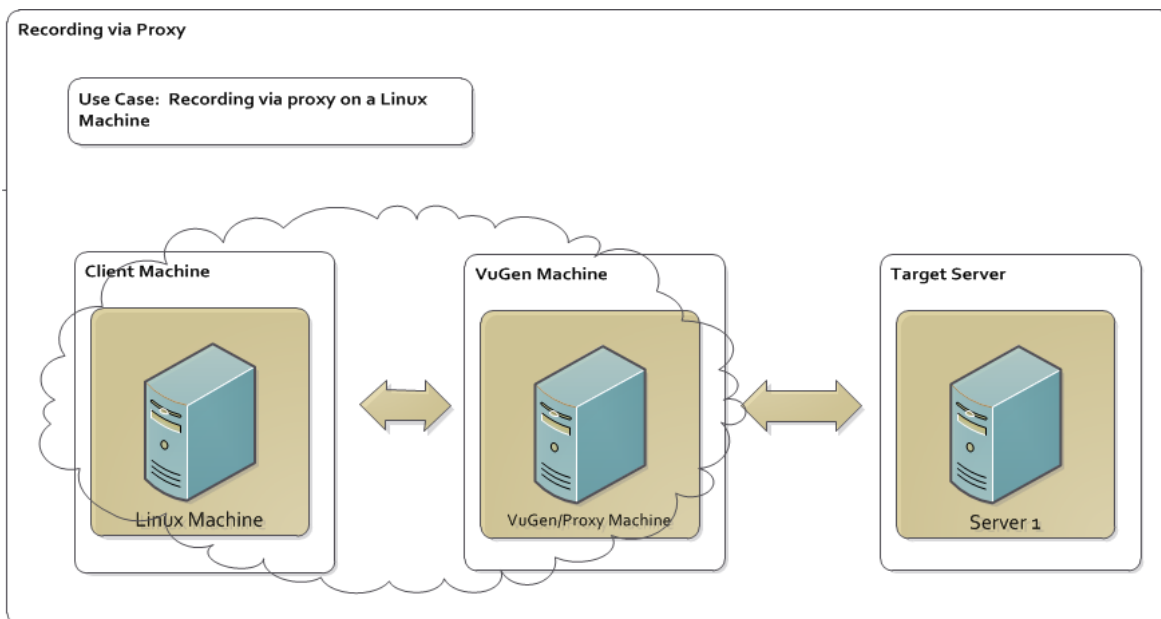 Recording via Proxy
Use Case:  Recording via proxy on a Linux
Machine
Client Machine
VuGen Machine
Target Server
Linux Machine
VuGen/Proxy Machine
Server 1